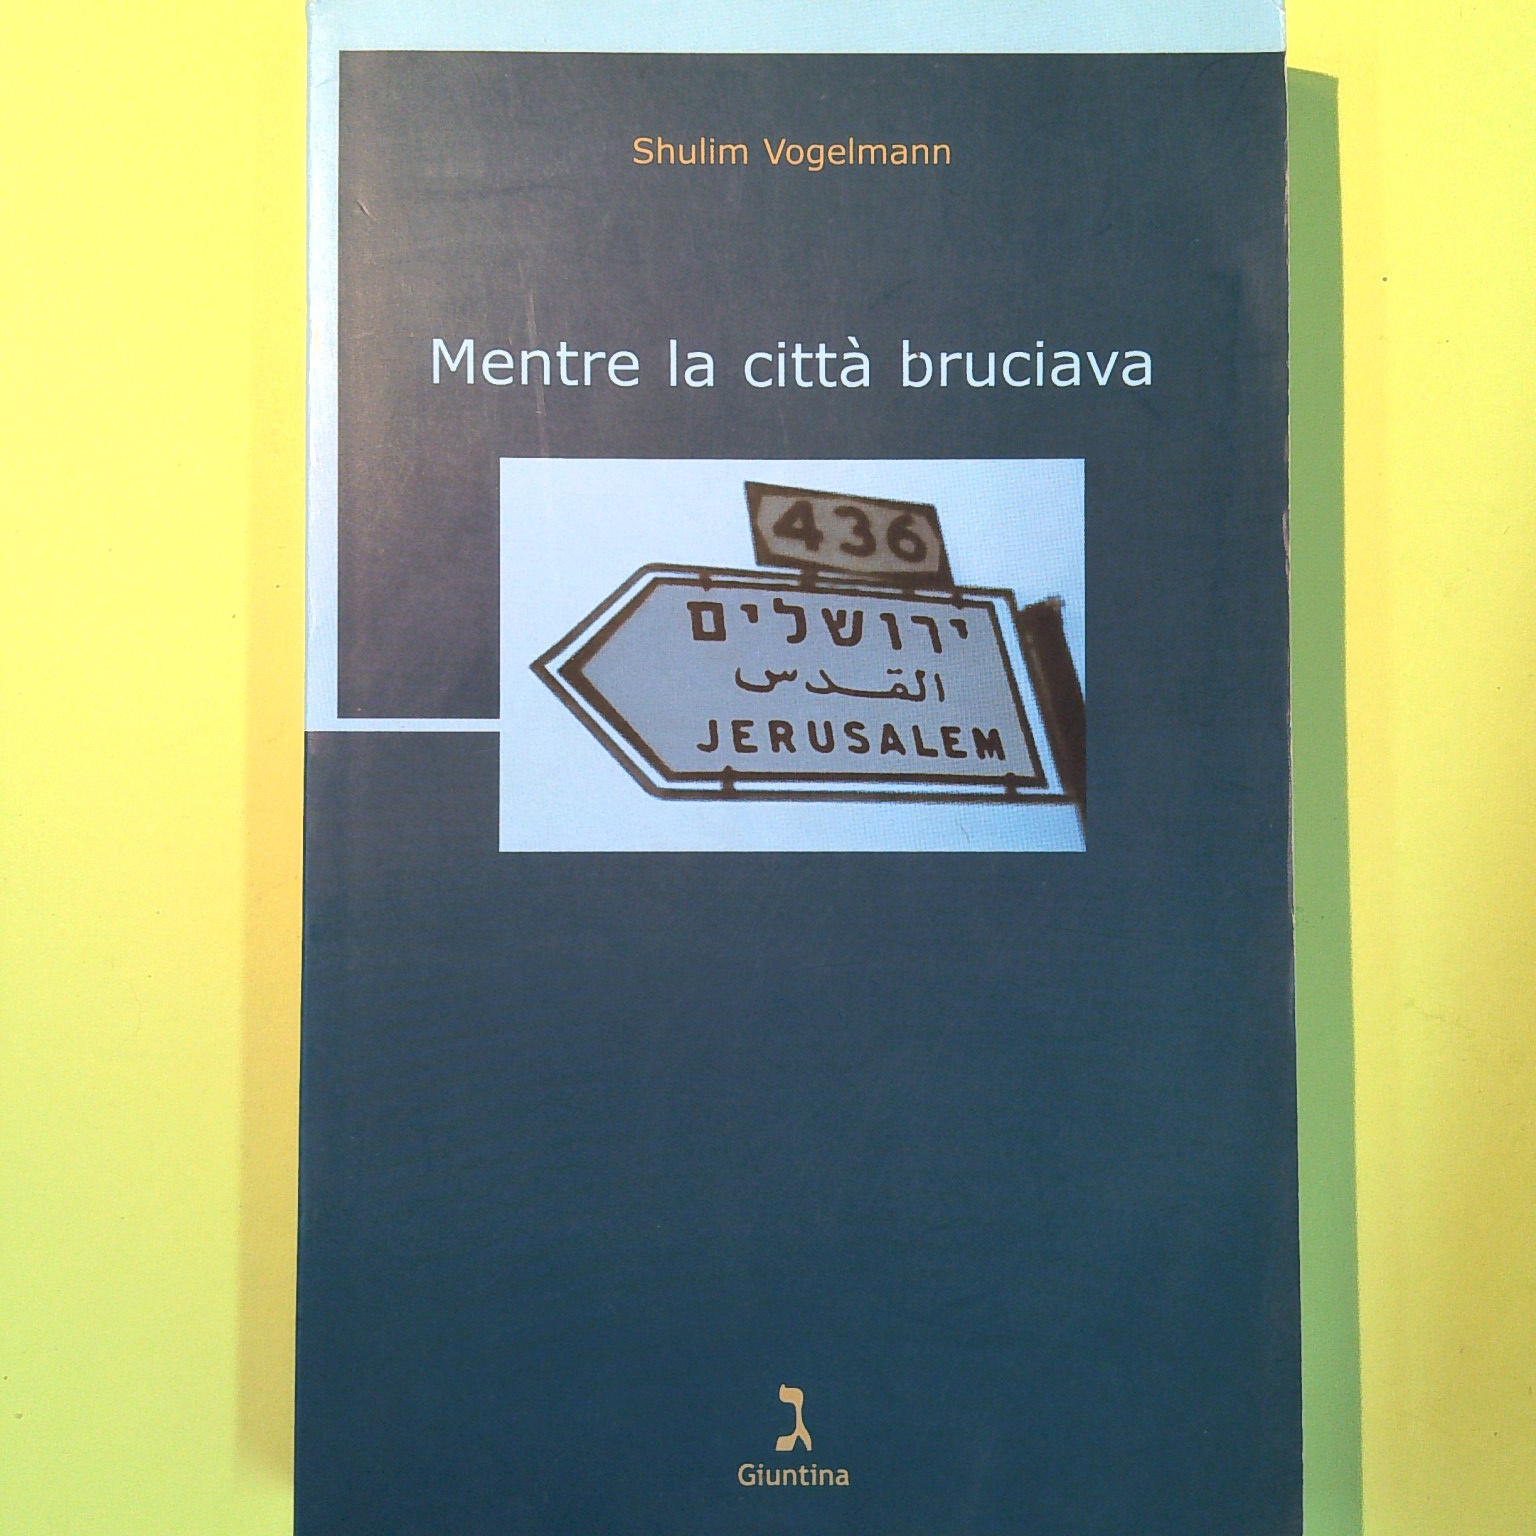 Shulim Vogelmann
Mentre la città bruciava
436
ירושלים
القدس
JERUSALEM
ג
Giuntina